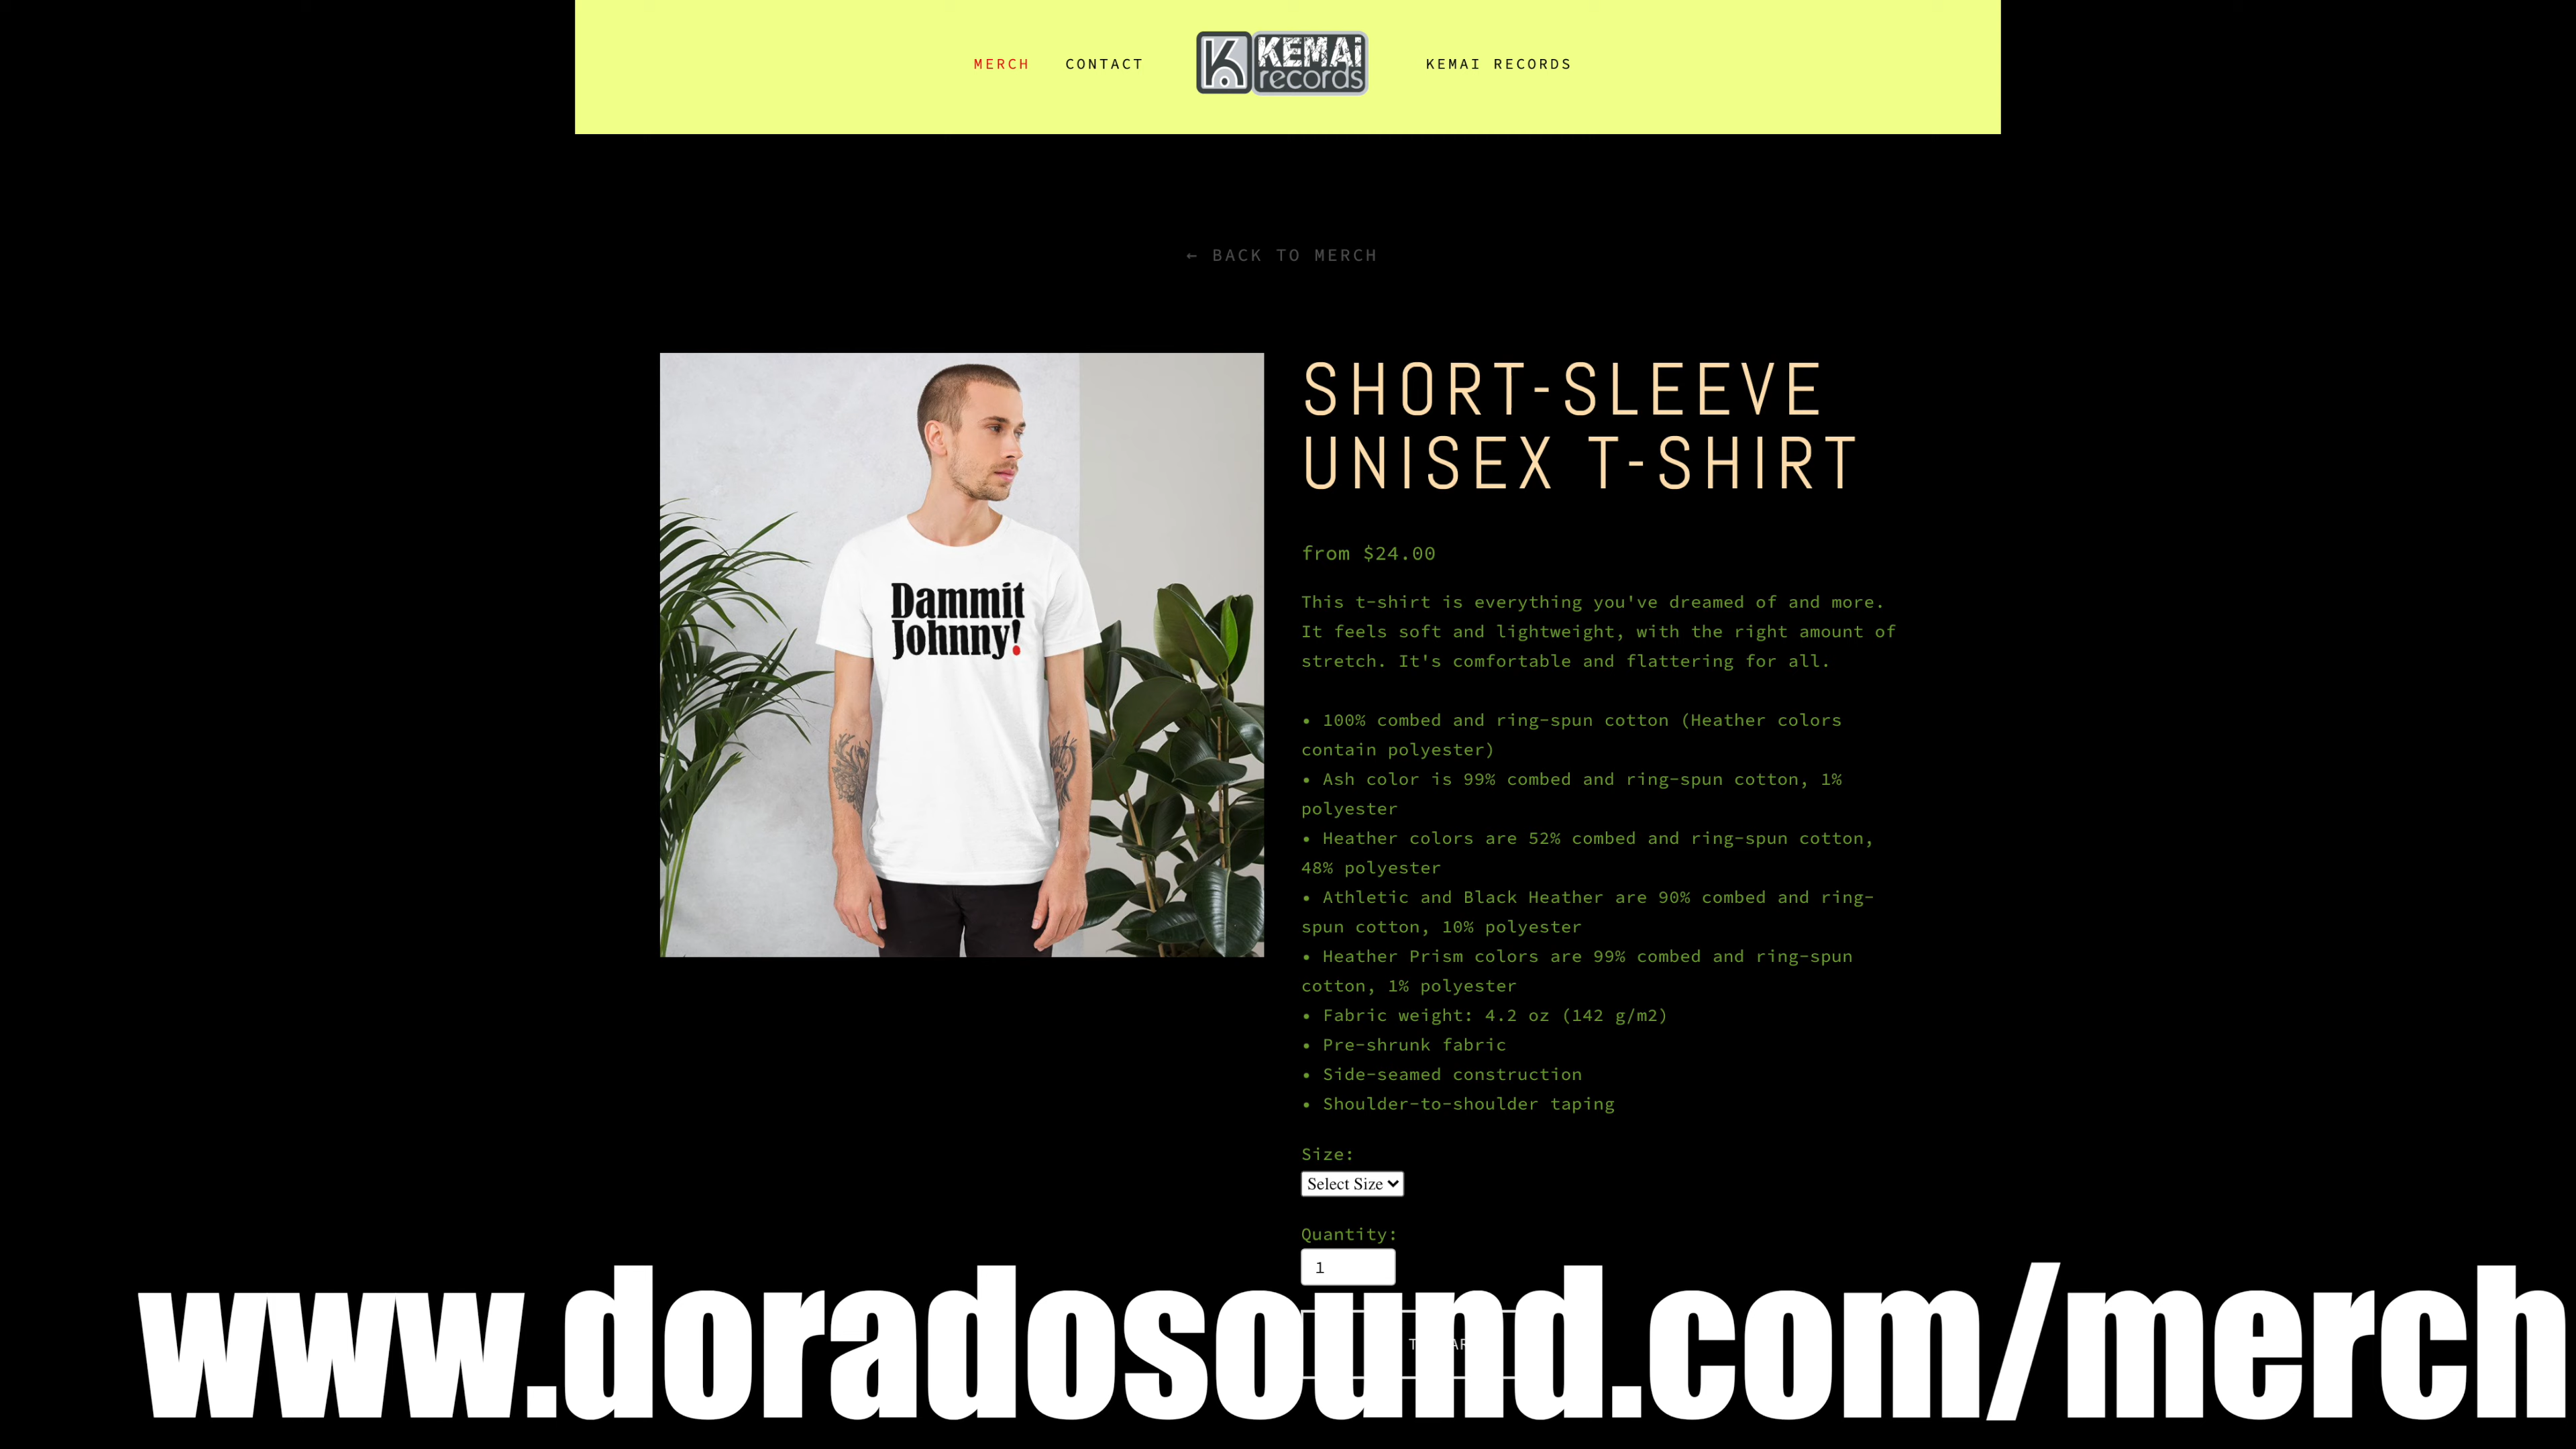 MERCH
CONTACT
KEMAi
records
KEMAI RECORDS
← BACK TO MERCH
Dammit
Johnny!
SHORT-SLEEVE
UNISEX T-SHIRT
from $24.00
This t-shirt is everything you've dreamed of and more.
It feels soft and lightweight, with the right amount of
stretch. It's comfortable and flattering for all.
• 100% combed and ring-spun cotton (Heather colors
contain polyester)
• Ash color is 99% combed and ring-spun cotton, 1%
polyester
• Heather colors are 52% combed and ring-spun cotton,
48% polyester
• Athletic and Black Heather are 90% combed and ring-
spun cotton, 10% polyester
• Heather Prism colors are 99% combed and ring-spun
cotton, 1% polyester
• Fabric weight: 4.2 oz (142 g/m2)
• Pre-shrunk fabric
• Side-seamed construction
• Shoulder-to-shoulder taping
Size:
Select Size
Quantity:
1
www.doradosound.com/merch